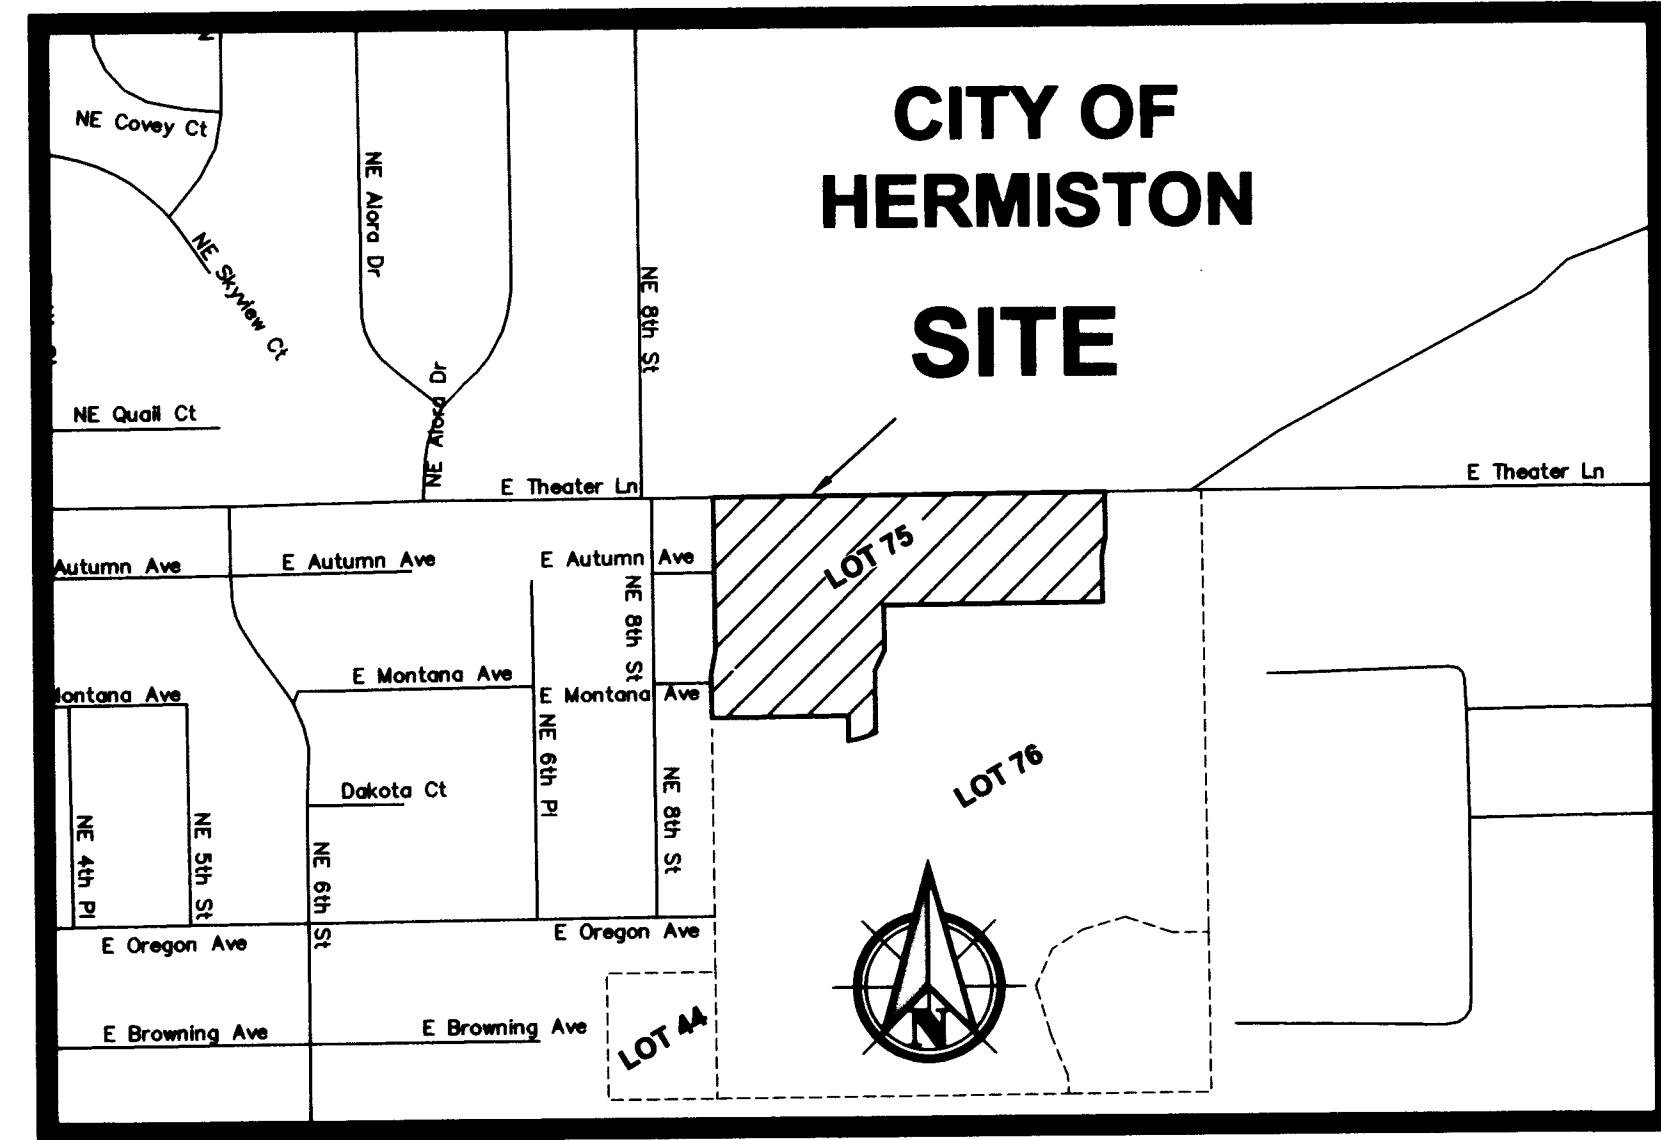 CITY OF
HERMISTON
SITE
NE Covey Ct
NE Skyview Ct
NE Quail Ct
NE Alora Dr
NE Alora Dr
NE 8th St
E Theater Ln
E Theater Ln
Autumn Ave
E Autumn Ave
E Autumn Ave
NE 8th St
LOT 75
E Montana Ave
Montana Ave
E Montana Ave
NE 6th Pl
LOT 76
Dakota Ct
NE 4th Pl
NE 5th St
NE 6th St
NE 8th St
E Oregon Ave
E Oregon Ave
E Browning Ave
E Browning Ave
LOT 44
N